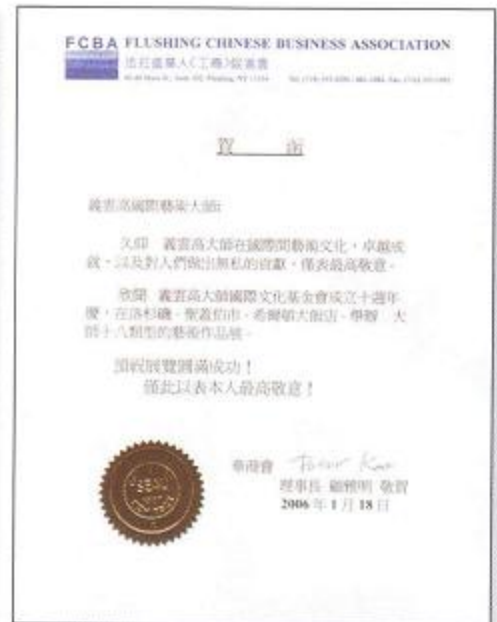 FCBA FLUSHING CHINESE BUSINESS ASSOCIATION
法拉盛華人(工商)促進會
賀 函
義雲高國際藝術大師:
久仰 義雲高大師在國際間藝術文化,卓越成
就,以及對人們做出無私的貢獻,僅表最高敬意。
欣聞 義雲高大師國際文化基金會成立十週年
慶,在洛杉磯、聖蓋伯市、希爾頓大飯店、舉辦 大
師十八類型的藝術作品展。
預祝展覽圓滿成功!
僅此以表本人最高敬意!
華商會
理事長 顧雅明 敬賀
2006 年 1 月 18 日